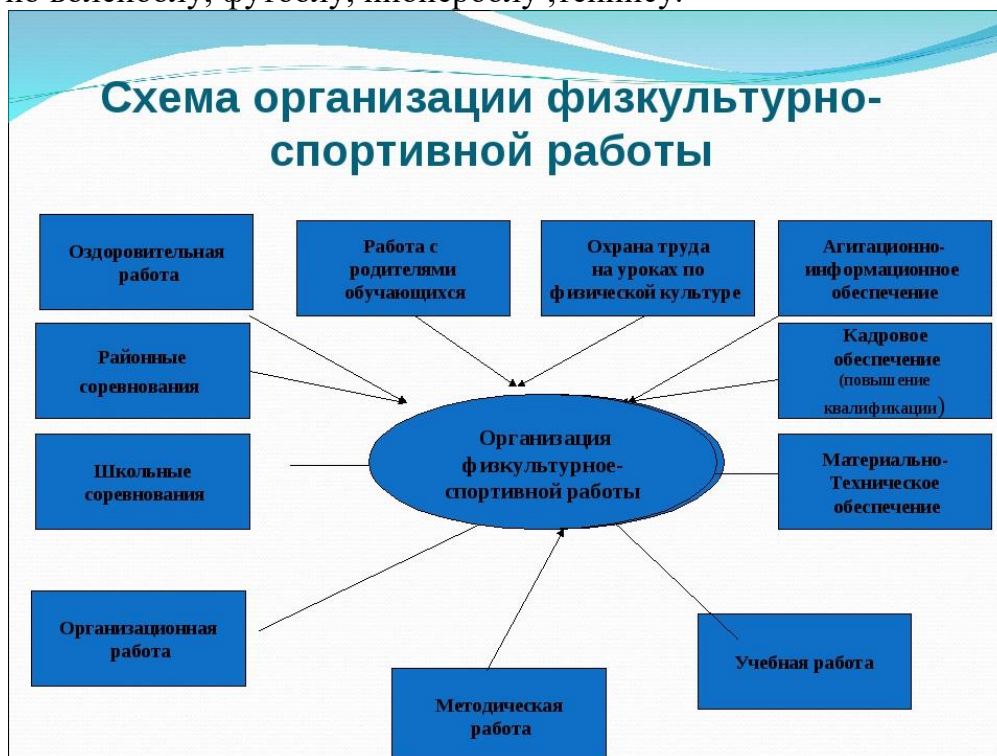 Схема организации физкультурно-
спортивной работы
Оздоровительная
работа
Работа с
родителями
обучающихся
Охрана труда
на уроках по
физической культуре
Агитационно-
информационное
обеспечение
Районные
соревнования
Кадровое
обеспечение
(повышение
квалификации)
Школьные
соревнования
Организация
физкультурное-
спортивной работы
Материально-
Техническое
обеспечение
Организационная
работа
Методическая
работа
Учебная работа